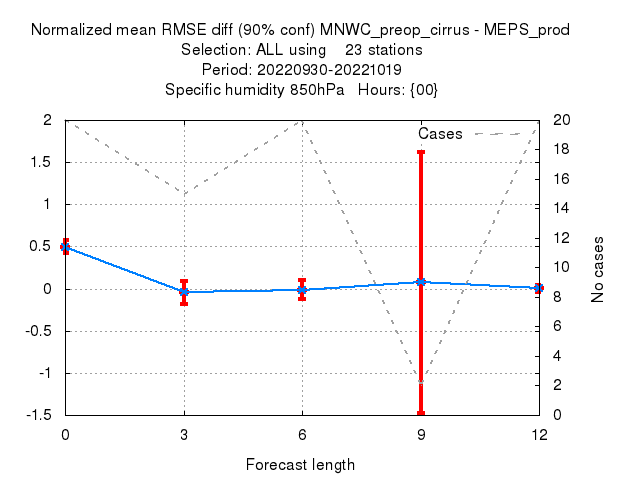 Normalized mean RMSE diff (90% conf) MNWC_preop_cirrus - MEPS_prod
Selection: ALL using 23 stations
Period: 20220930-20221019
Specific humidity 850hPa Hours: {00}
Cases
2
1.5
1
0.5
0
-0.5
-1
-1.5
20
18
16
14
12
10
8
6
4
2
0
No cases
0 3 6 9 12
Forecast length